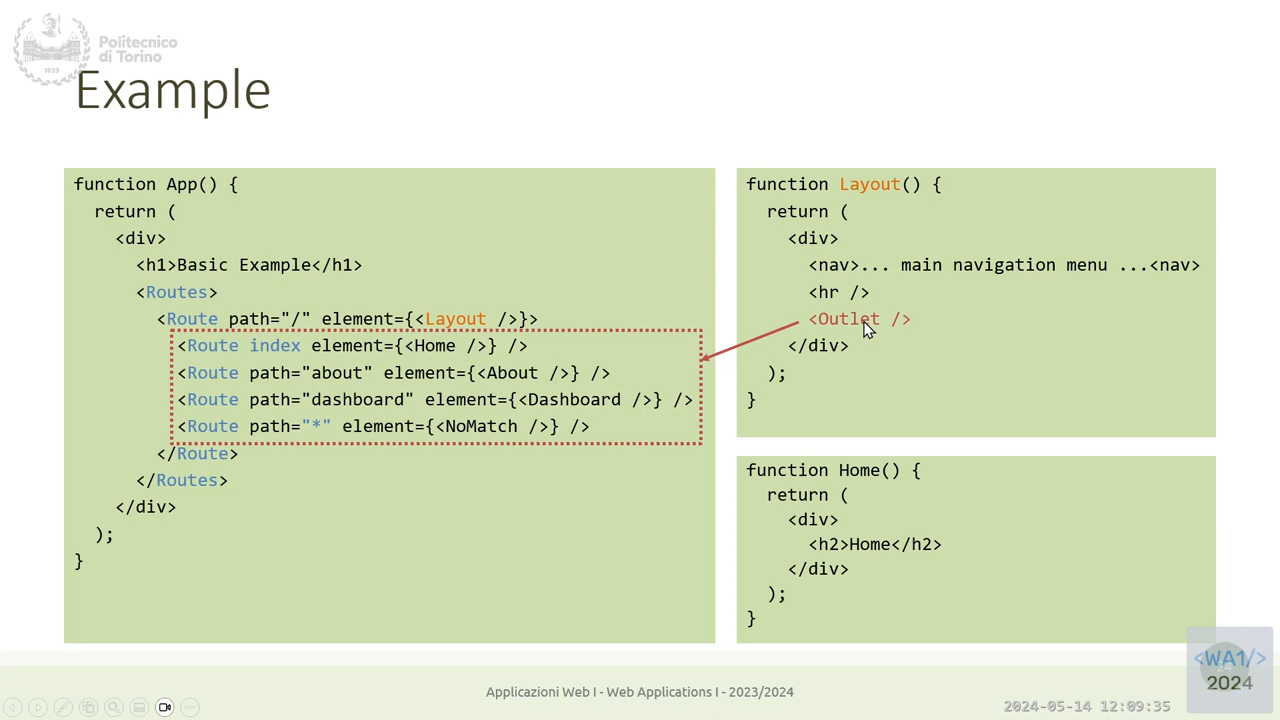 Politecnico
di Torino
1859
Example
function App() {
return (
<div>
<h1>Basic Example</h1>
<Routes>
<Route path="/" element={<Layout />}>
<Route index element={<Home />} />
<Route path="about" element={<About />} />
<Route path="dashboard" element={<Dashboard />} />
<Route path="*" element={<NoMatch />} />
</Route>
</Routes>
</div>
);
}
function Layout() {
return (
<div>
<nav>... main navigation menu ...<nav>
<hr />
<Outlet />
</div>
);
}
function Home() {
return (
<div>
<h2>Home</h2>
</div>
);
}
Applicazioni Web I - Web Applications I - 2023/2024
<WA1/>
2024
2024-05-14 12:09:35